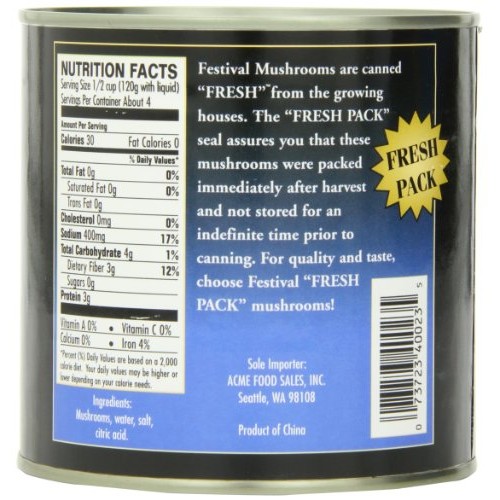 NUTRITION FACTS
Serving Size 1/2 cup (120g with liquid)
Servings Per Container About 4
Amount Per Serving
Calories 30 Fat Calories 0
% Daily Values*
Total Fat 0g 0%
Saturated Fat 0g 0%
Trans Fat 0g
Cholesterol 0mg 0%
Sodium 400mg 17%
Total Carbohydrate 4g 1%
Dietary Fiber 3g 12%
Sugars 0g
Protein 3g
Vitamin A 0% • Vitamin C 0%
Calcium 0% • Iron 4%
*Percent (%) Daily Values are based on a 2,000
calorie diet. Your daily values may be higher or
lower depending on your calorie needs.
Ingredients:
Mushrooms, water, salt,
citric acid.
Festival Mushrooms are canned
"FRESH"™ from the growing
houses. The "FRESH PACK"
seal assures you that these
mushrooms were packed
immediately after harvest
and not stored for an
indefinite time prior to
canning. For quality and taste,
choose Festival "FRESH
PACK" mushrooms!
FRESH
PACK
Sole Importer:
ACME FOOD SALES, INC.
Seattle, WA 98108
Product of China
0 73723 40023 5